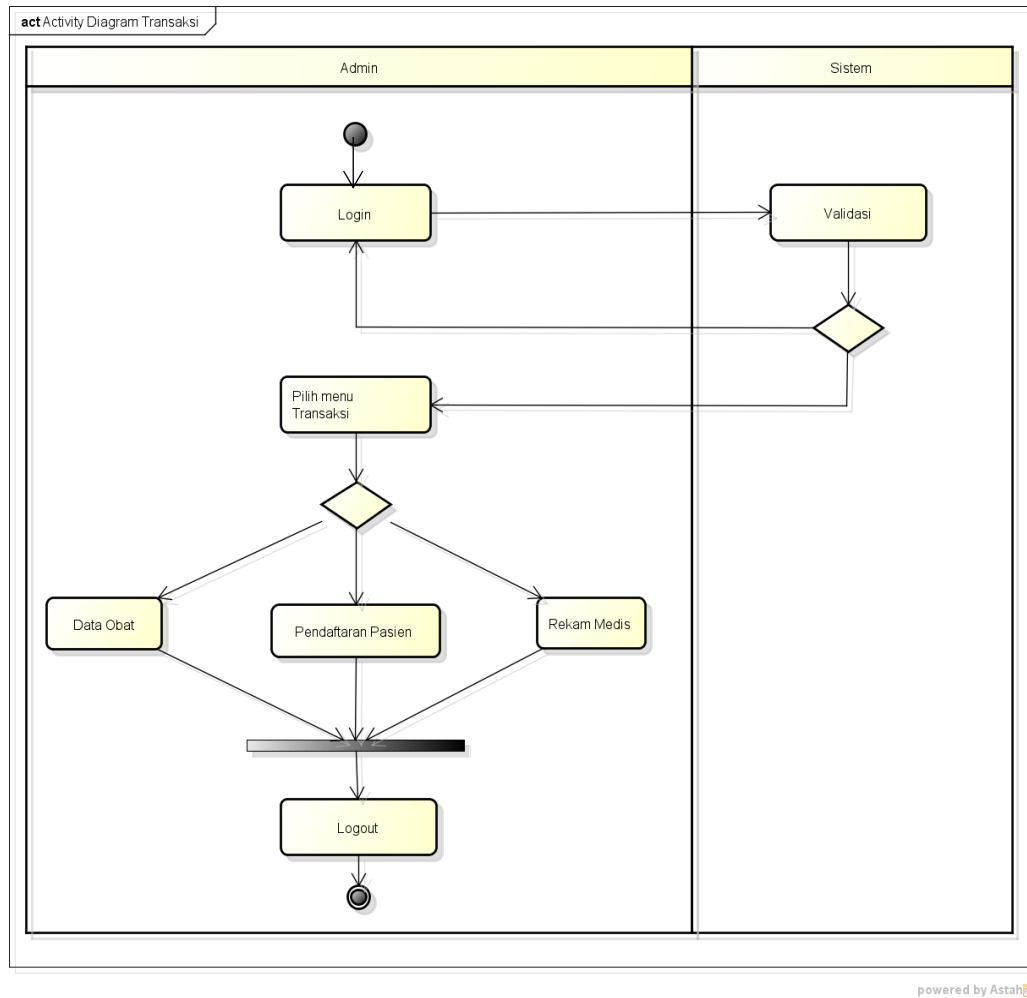 act Activity Diagram Transaksi
Admin
Sistem
Login
Validasi
Pilih menu
Transaksi
Data Obat
Pendaftaran Pasien
Rekam Medis
Logout
powered by Astah